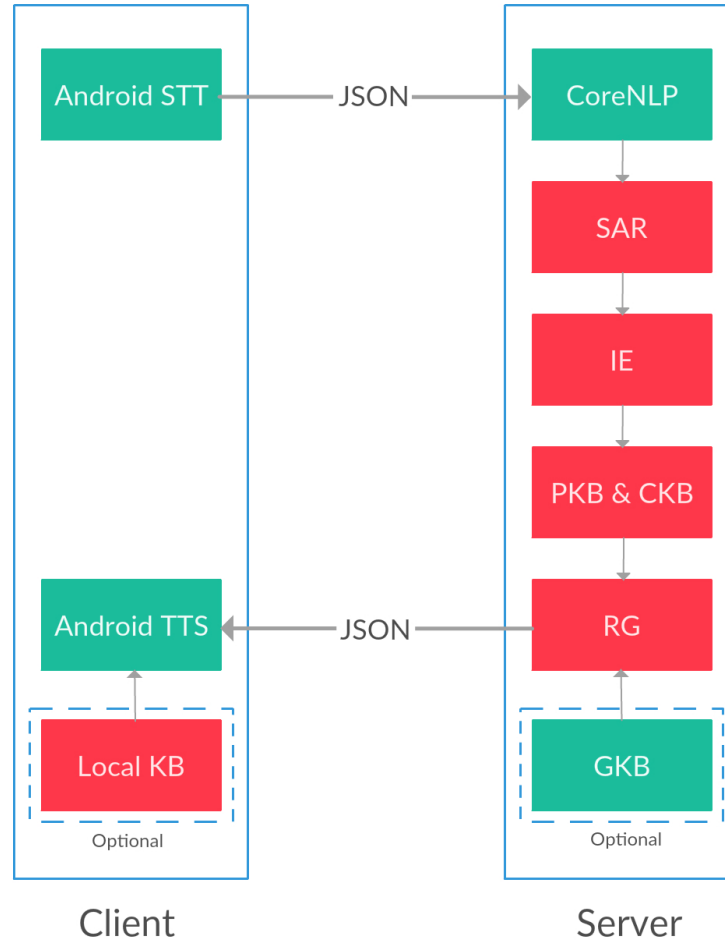 Android STT
JSON
CoreNLP
SAR
IE
PKB & CKB
Android TTS
JSON
RG
Local KB
GKB
Optional
Optional
Client
Server